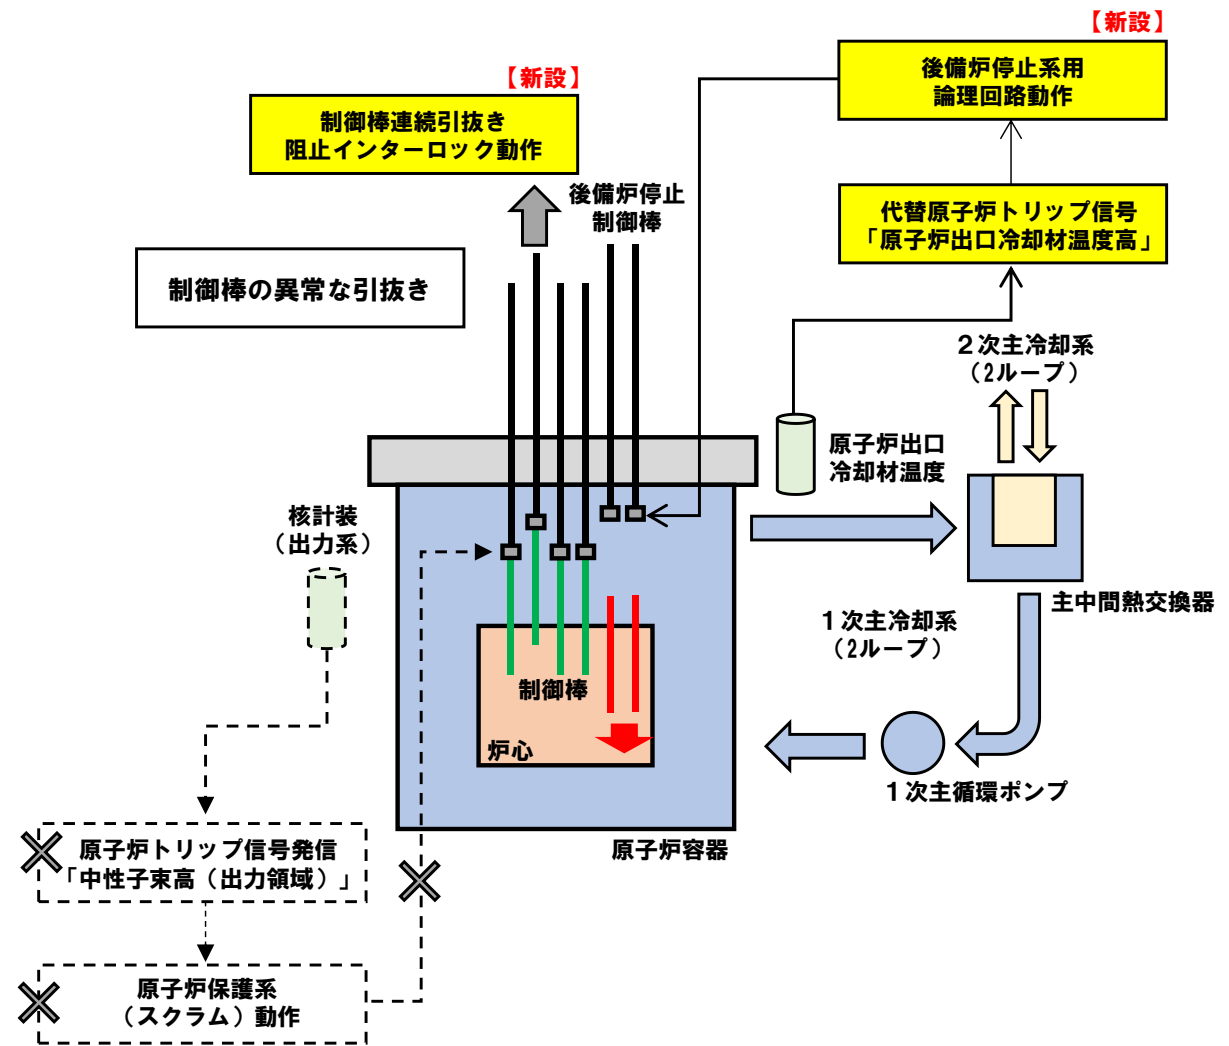 【新設】
後備炉停止系用
論理回路動作
【新設】
制御棒連続引抜き
阻止インターロック動作
後備炉停止
制御棒
代替原子炉トリップ信号
「原子炉出口冷却材温度高」
制御棒の異常な引抜き
２次主冷却系
（2ループ）
原子炉出口
冷却材温度
核計装
（出力系）
主中間熱交換器
１次主冷却系
（2ループ）
制御棒
炉心
１次主循環ポンプ
原子炉容器
原子炉トリップ信号発信
「中性子束高（出力領域）」
原子炉保護系
（スクラム）動作